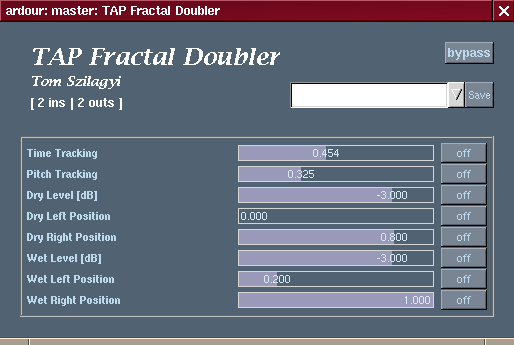 ardour: master: TAP Fractal Doubler
TAP Fractal Doubler
bypass
Tom Szilagyi
[ 2 ins | 2 outs ]
Save
Time Tracking 0.454 off
Pitch Tracking 0.325 off
Dry Level [dB] -3.000 off
Dry Left Position 0.000 off
Dry Right Position 0.800 off
Wet Level [dB] -3.000 off
Wet Left Position 0.200 off
Wet Right Position 1.000 off